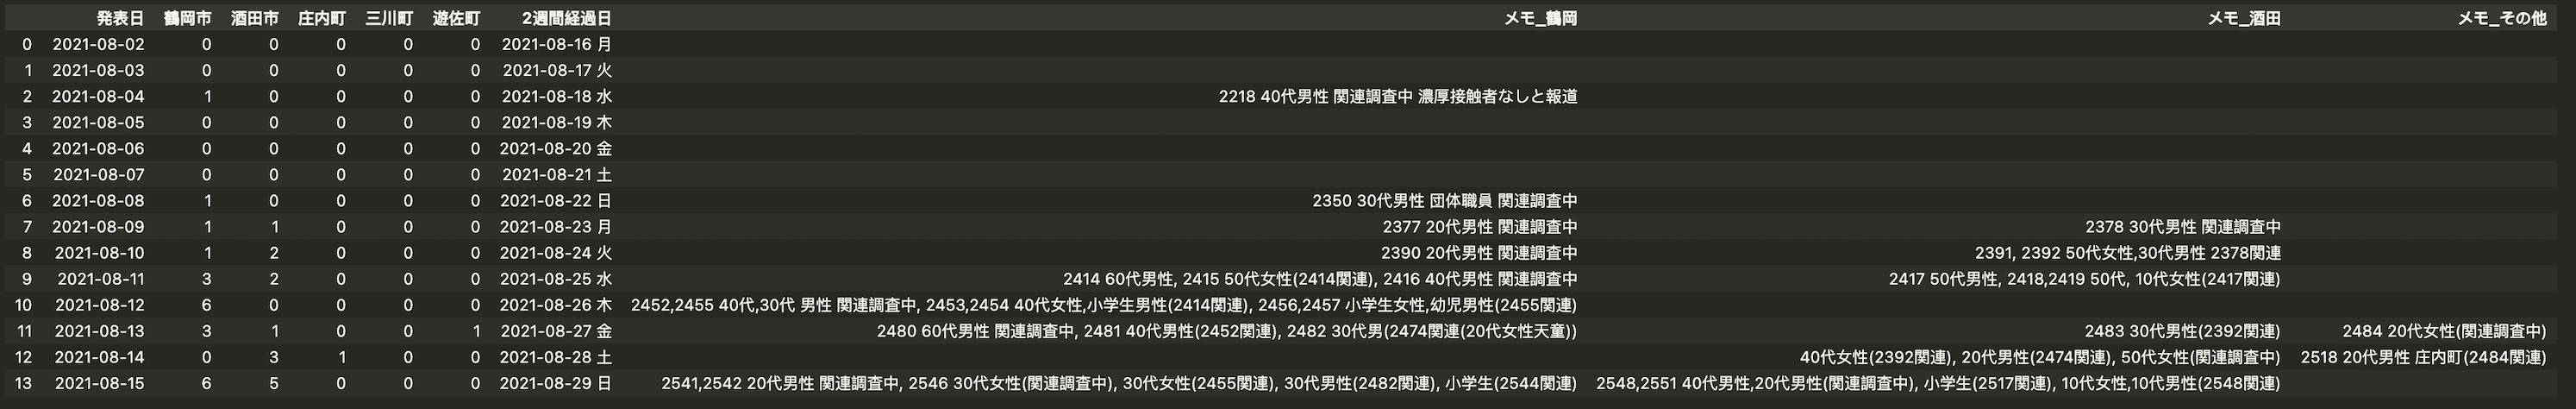 発表日 鶴岡市 酒田市 庄内町 三川町 遊佐町 2週間経過日 メモ_鶴岡 メモ_酒田 メモ_その他
0 2021-08-02 0 0 0 0 0 2021-08-16 月
1 2021-08-03 0 0 0 0 0 2021-08-17 火
2 2021-08-04 1 0 0 0 0 2021-08-18 水 2218 40代男性 関連調査中 濃厚接触者なしと報道
3 2021-08-05 0 0 0 0 0 2021-08-19 木
4 2021-08-06 0 0 0 0 0 2021-08-20 金
5 2021-08-07 0 0 0 0 0 2021-08-21 土
6 2021-08-08 1 0 0 0 0 2021-08-22 日 2350 30代男性 団体職員 関連調査中
7 2021-08-09 1 1 0 0 0 2021-08-23 月 2377 20代男性 関連調査中 2378 30代男性 関連調査中
8 2021-08-10 1 2 0 0 0 2021-08-24 火 2390 20代男性 関連調査中 2391, 2392 50代女性,30代男性 2378関連
9 2021-08-11 3 2 0 0 0 2021-08-25 水 2414 60代男性, 2415 50代女性(2414関連), 2416 40代男性 関連調査中 2417 50代男性, 2418,2419 50代, 10代女性(2417関連)
10 2021-08-12 6 0 0 0 0 2021-08-26 木 2452,2455 40代,30代 男性 関連調査中, 2453,2454 40代女性,小学生男性(2414関連), 2456,2457 小学生女性,幼児男性(2455関連)
11 2021-08-13 3 1 0 0 1 2021-08-27 金 2480 60代男性 関連調査中, 2481 40代男性(2452関連), 2482 30代男(2474関連(20代女性天童)) 2483 30代男性(2392関連) 2484 20代女性(関連調査中)
12 2021-08-14 0 3 1 0 0 2021-08-28 土 40代女性(2392関連), 20代男性(2474関連), 50代女性(関連調査中) 2518 20代男性 庄内町(2484関連)
13 2021-08-15 6 5 0 0 0 2021-08-29 日 2541,2542 20代男性 関連調査中, 2546 30代女性(関連調査中), 30代女性(2455関連), 30代男性(2482関連), 小学生(2544関連) 2548,2551 40代男性,20代男性(関連調査中), 小学生(2517関連), 10代女性,10代男性(2548関連)